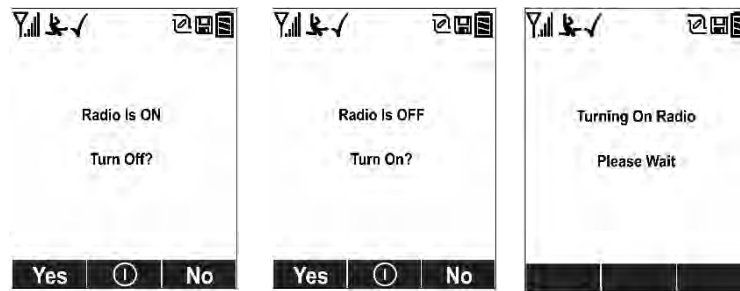 Radio Is ON
Turn Off?
Yes
No
Radio Is OFF
Turn On?
Yes
No
Turning On Radio
Please Wait